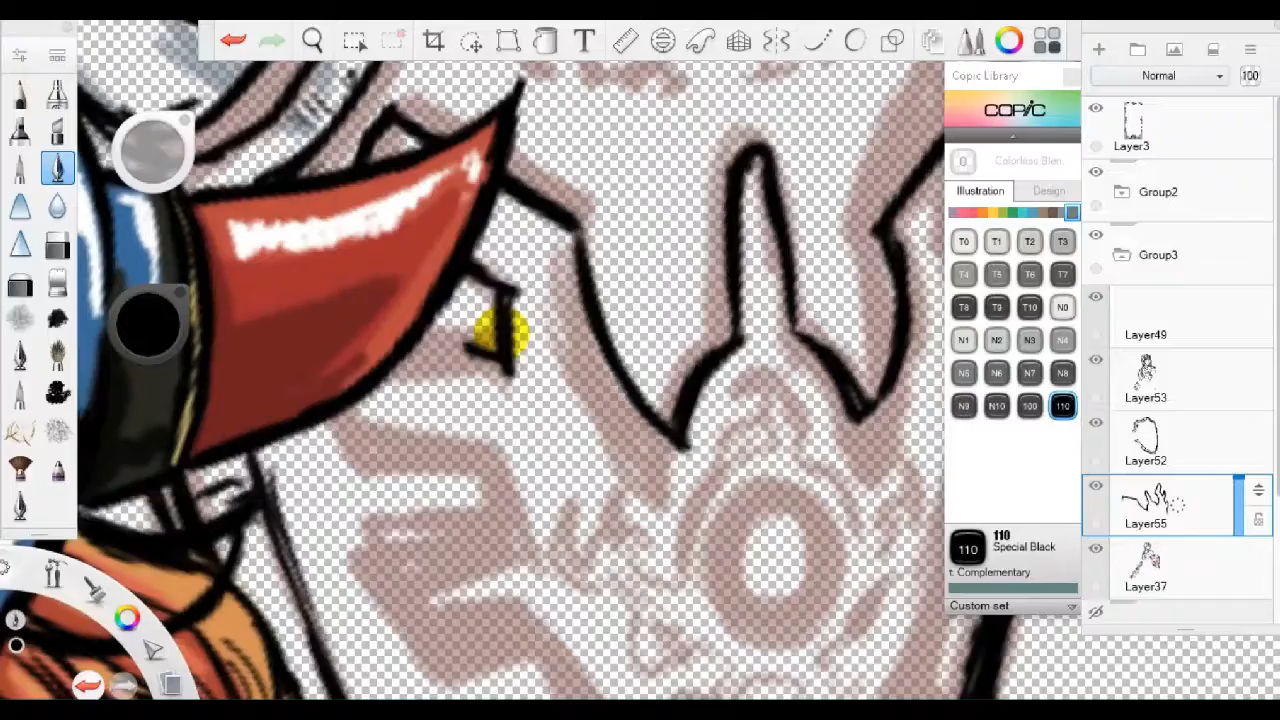 Normal
100
Copic Library
COPIC
0 Colorless Blen.
Illustration Design
T0 T1 T2 T3
T4 T5 T6 T7
T8 T9 T10 N0
N1 N2 N3 N4
N5 N6 N7 N8
N9 N10 100 110
110
110
Special Black
t: Complementary
Custom set
Layer3
Group2
Group3
Layer49
Layer53
Layer52
Layer55
Layer37
T